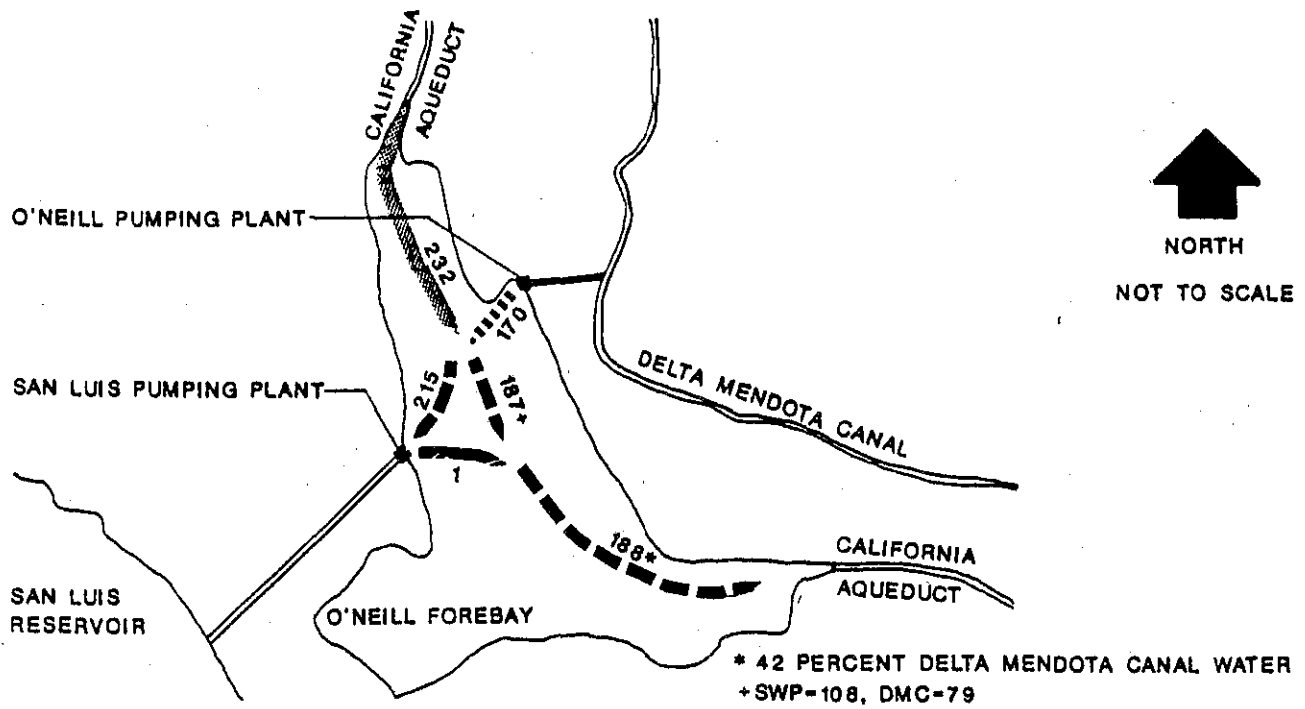 CALIFORNIA
AQUEDUCT
O'NEILL PUMPING PLANT
NORTH
NOT TO SCALE
232
170
SAN LUIS PUMPING PLANT
215
187+
DELTA MENDOTA CANAL
1
188*
CALIFORNIA
AQUEDUCT
SAN LUIS
RESERVOIR
O'NEILL FOREBAY
* 42 PERCENT DELTA MENDOTA CANAL WATER
+SWP=108, DMC=79